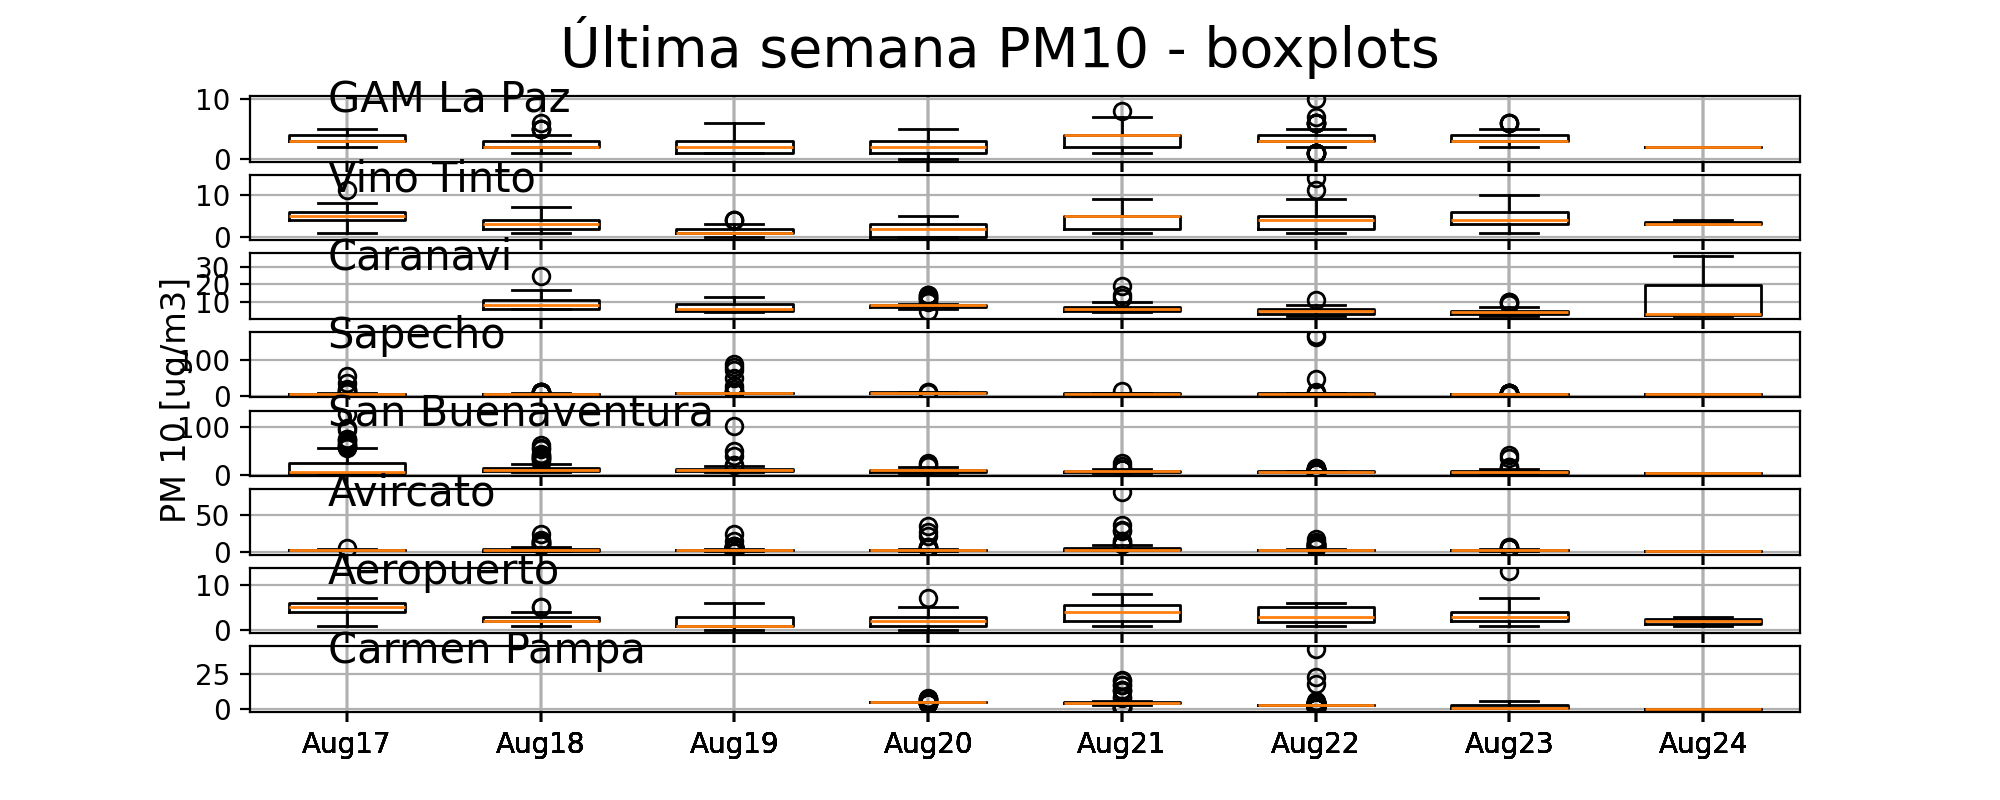 Última semana PM10 - boxplots
PM 10 [ug/m3]
GAM La Paz
10
0
Vino Tinto
10
0
Caranavi
30
20
10
Sapecho
100
0
San Buenaventura
100
0
Avircato
50
0
Aeropuerto
10
0
Carmen Pampa
25
0
Aug17 Aug18 Aug19 Aug20 Aug21 Aug22 Aug23 Aug24